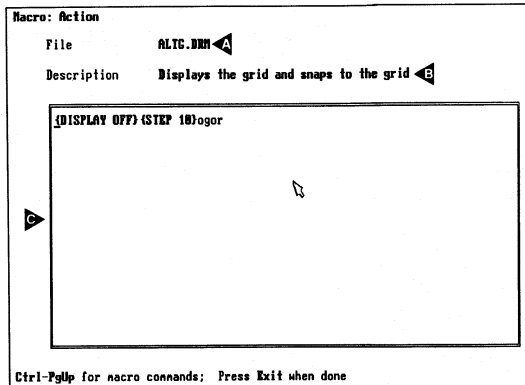 Macro: Action
File ALTG.DRM A
Description Displays the grid and snaps to the grid B
{DISPLAY OFF}{STEP 10}ogor
C
Ctrl-PgUp for macro commands; Press Exit when done